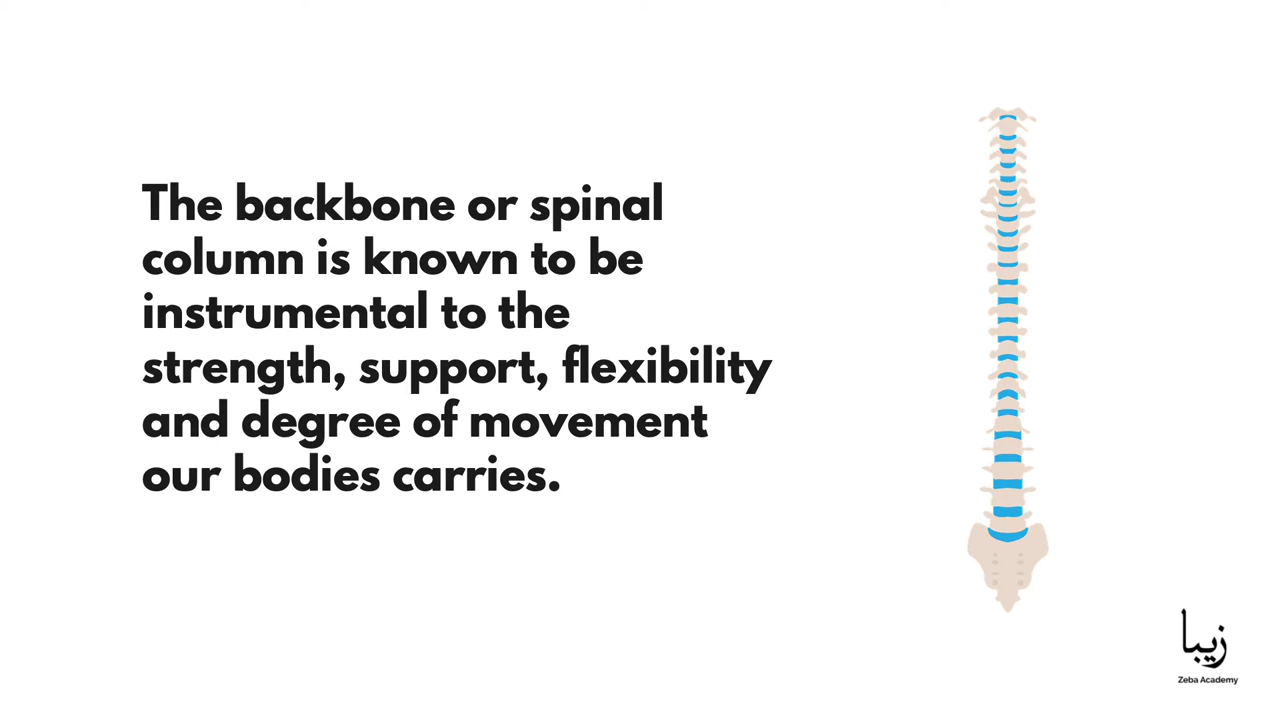 The backbone or spinal
column is known to be
instrumental to the
strength, support, flexibility
and degree of movement
our bodies carries.
زيبا
Zeba Academy